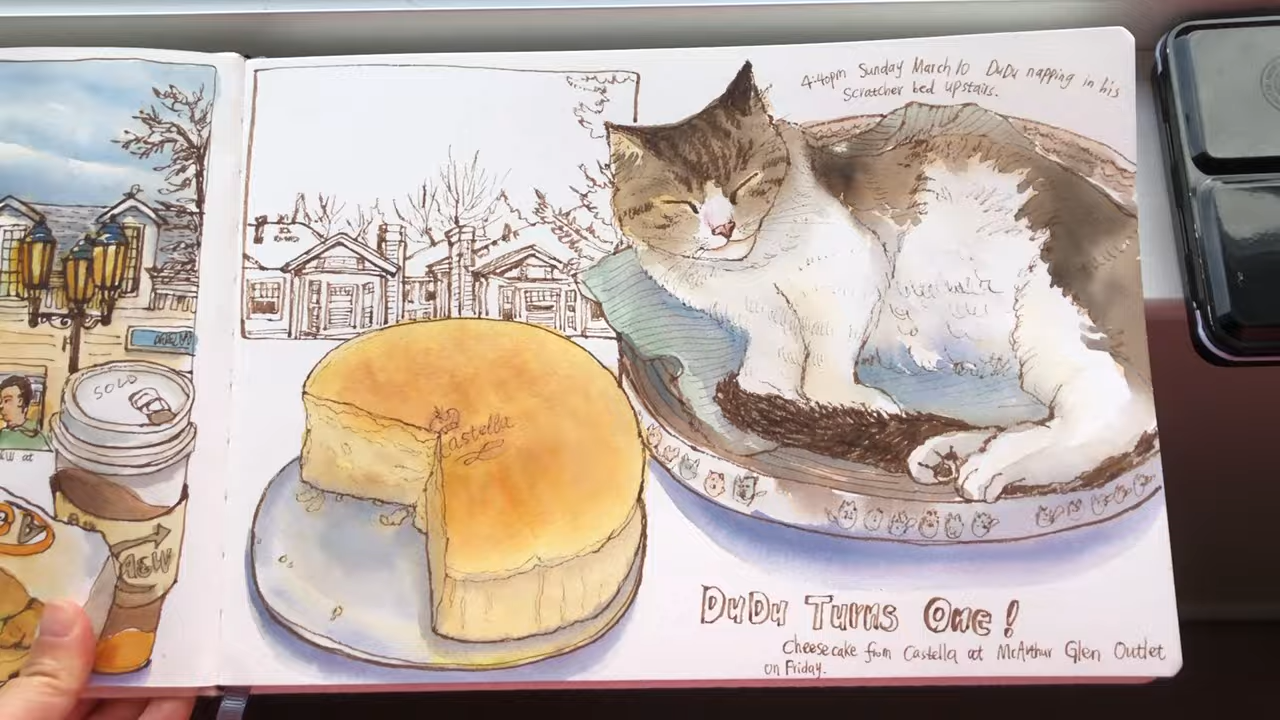 4:40pm Sunday March 10 DuDu napping in his
Scratcher bed upstairs.
Castella
SOLO
A&W
DuDu Turns One!
Cheesecake from Castella at McArthur Glen Outlet
on Friday.